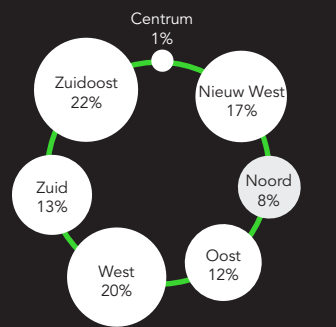 Centrum
1%
Nieuw West
17%
Noord
8%
Oost
12%
West
20%
Zuid
13%
Zuidoost
22%